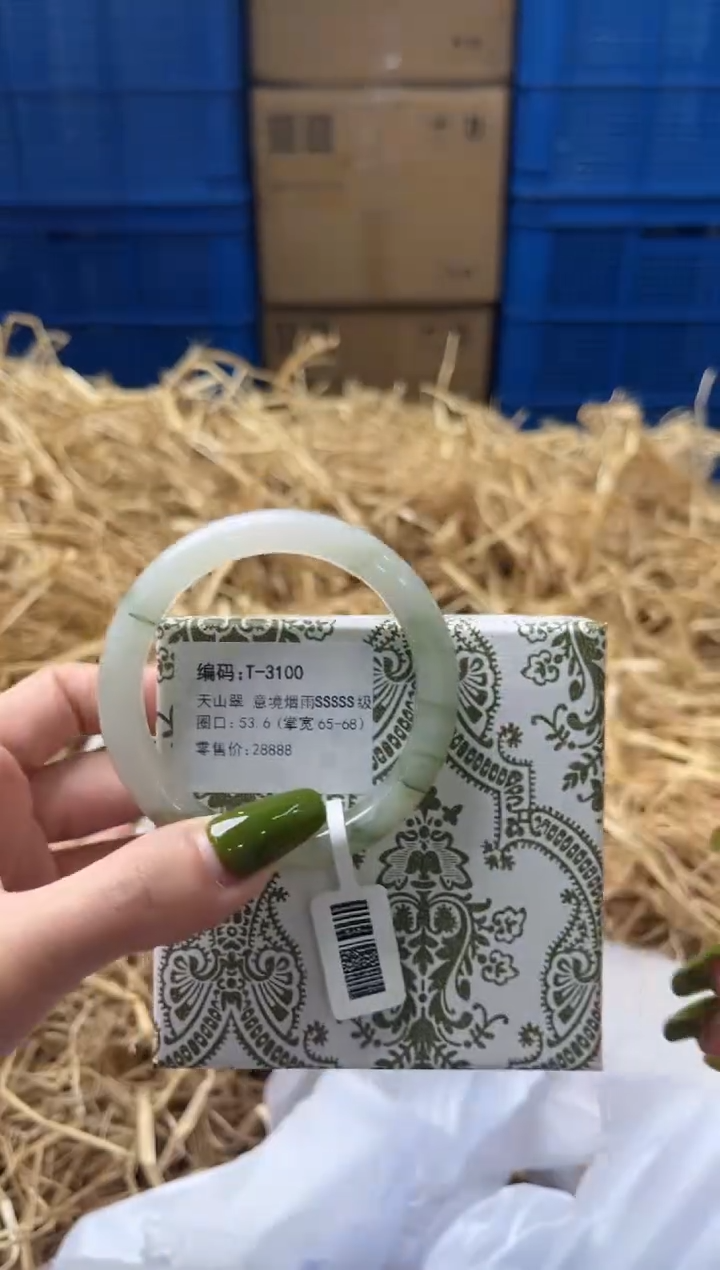 编码:T-3100
天山翠 意境烟雨SSSSS级
圈口:53.6(掌宽65-68)
零售价:28888